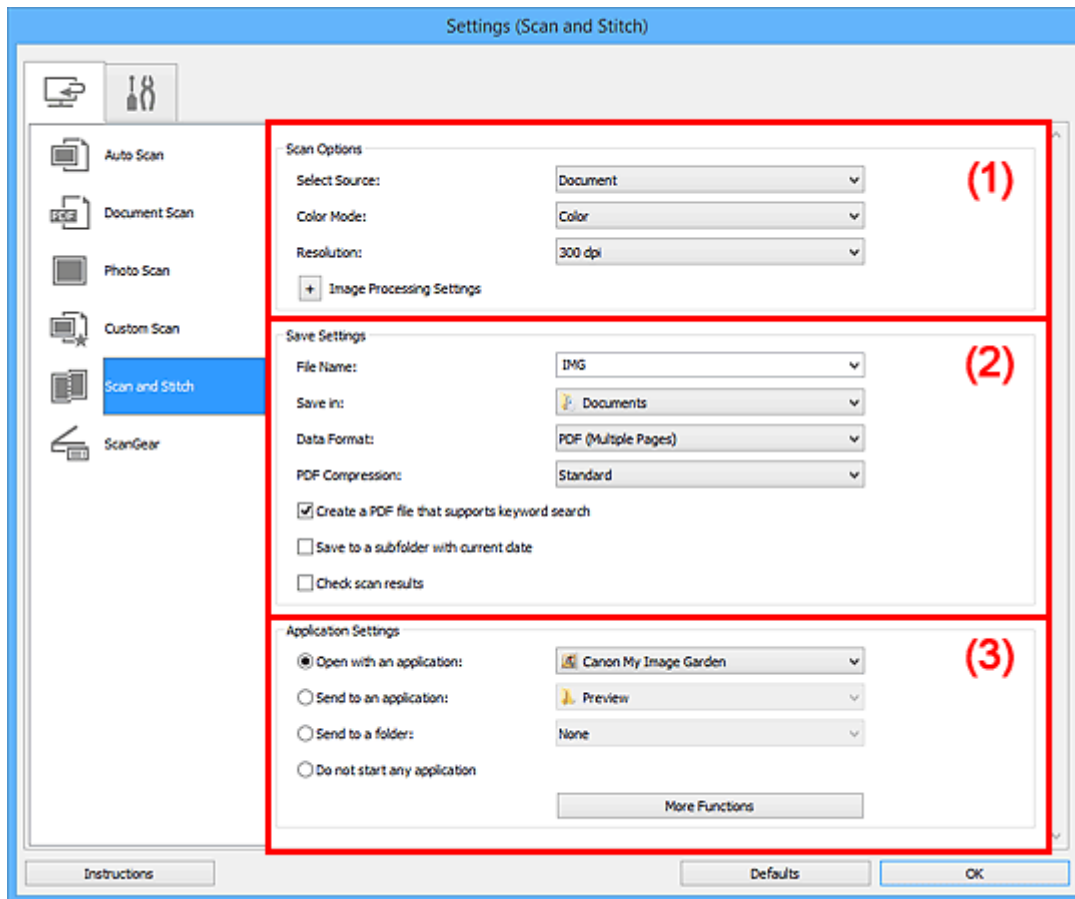 Settings (Scan and Stitch)
Auto Scan
PDF
Document Scan
Photo Scan
Custom Scan
Scan and Stitch
ScanGear
Scan Options
(1)
Select Source: Document
Color Mode: Color
Resolution: 300 dpi
+ Image Processing Settings
Save Settings
(2)
File Name: IMG
Save in: Documents
Data Format: PDF (Multiple Pages)
PDF Compression: Standard
Create a PDF file that supports keyword search
Save to a subfolder with current date
Check scan results
Application Settings
(3)
Open with an application: Canon My Image Garden
Send to an application: Preview
Send to a folder: None
Do not start any application
More Functions
Instructions Defaults OK